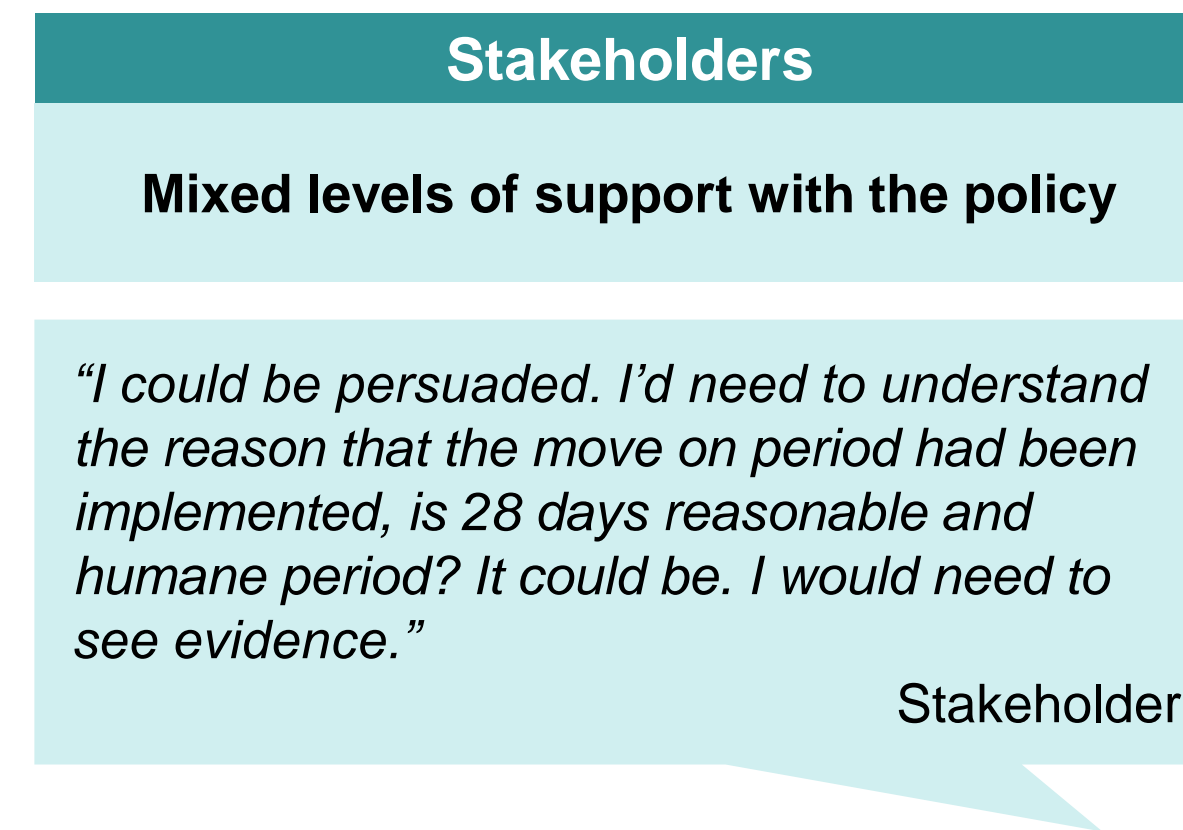 Stakeholders
Mixed levels of support with the policy
“I could be persuaded. I’d need to understand
the reason that the move on period had been
implemented, is 28 days reasonable and
humane period? It could be. I would need to
see evidence.”
Stakeholder